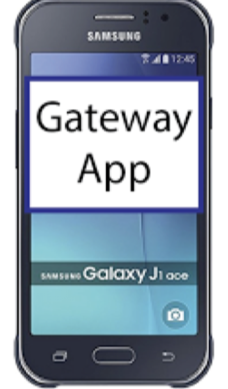 SAMSUNG
12:45
Gateway
App
SAMSUNG Galaxy J1 ace